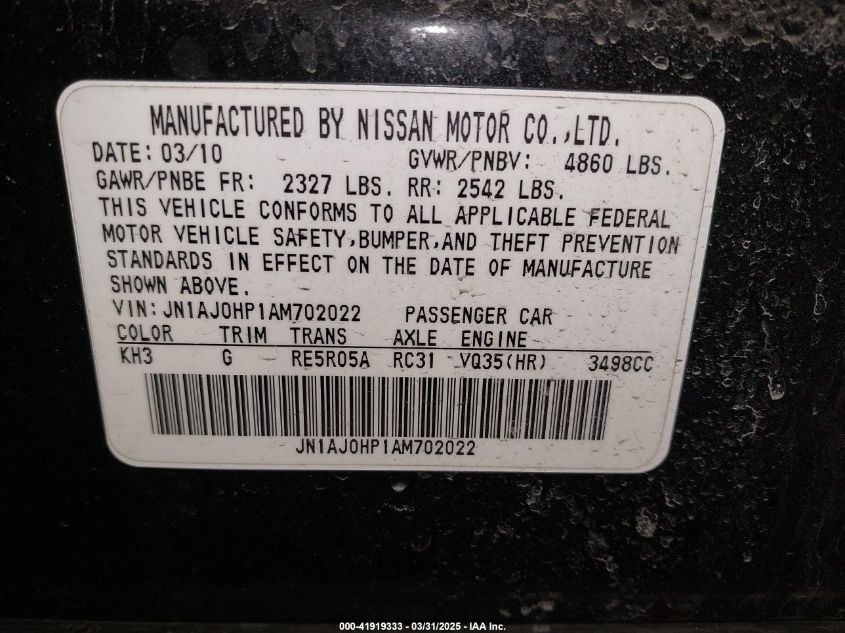 MANUFACTURED BY NISSAN MOTOR CO.,LTD.
DATE: 03/10 GVWR/PNBV: 4860 LBS.
GAWR/PNBE FR: 2327 LBS. RR: 2542 LBS.
THIS VEHICLE CONFORMS TO ALL APPLICABLE FEDERAL
MOTOR VEHICLE SAFETY,BUMPER,AND THEFT PREVENTION
STANDARDS IN EFFECT ON THE DATE OF MANUFACTURE
SHOWN ABOVE.
VIN: JN1AJ0HP1AM702022 PASSENGER CAR
COLOR TRIM TRANS AXLE ENGINE
KH3 G RE5R05A RC31 VQ35(HR) 3498CC
JN1AJ0HP1AM702022
000-41919333 - 03/31/2025 - IAA Inc.